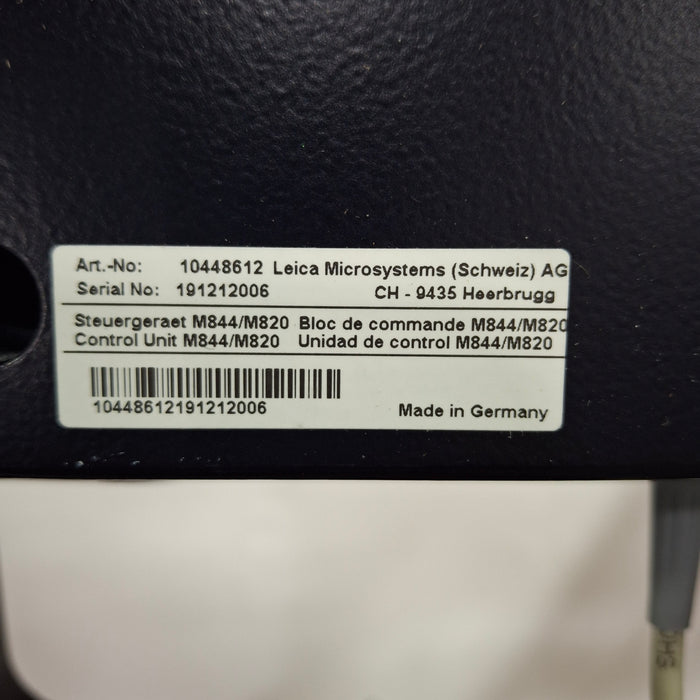 Art.-No: 10448612 Leica Microsystems (Schweiz) AG
Serial No: 191212006 CH - 9435 Heerbrugg
Steuergeraet M844/M820 Bloc de commande M844/M820
Control Unit M844/M820 Unidad de control M844/M820
10448612191212006
Made in Germany